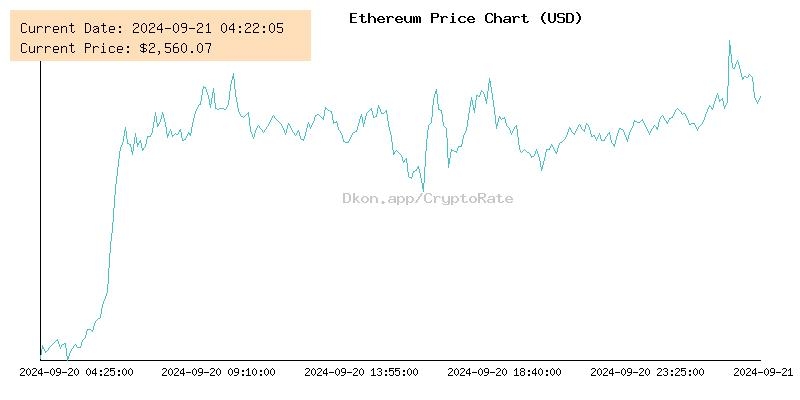 Ethereum Price Chart (USD)
Current Date: 2024-09-21 04:22:05
Current Price: $2,560.07
Dkon.app/CryptoRate
2024-09-20 04:25:00 2024-09-20 09:10:00 2024-09-20 13:55:00 2024-09-20 18:40:00 2024-09-20 23:25:00 2024-09-21